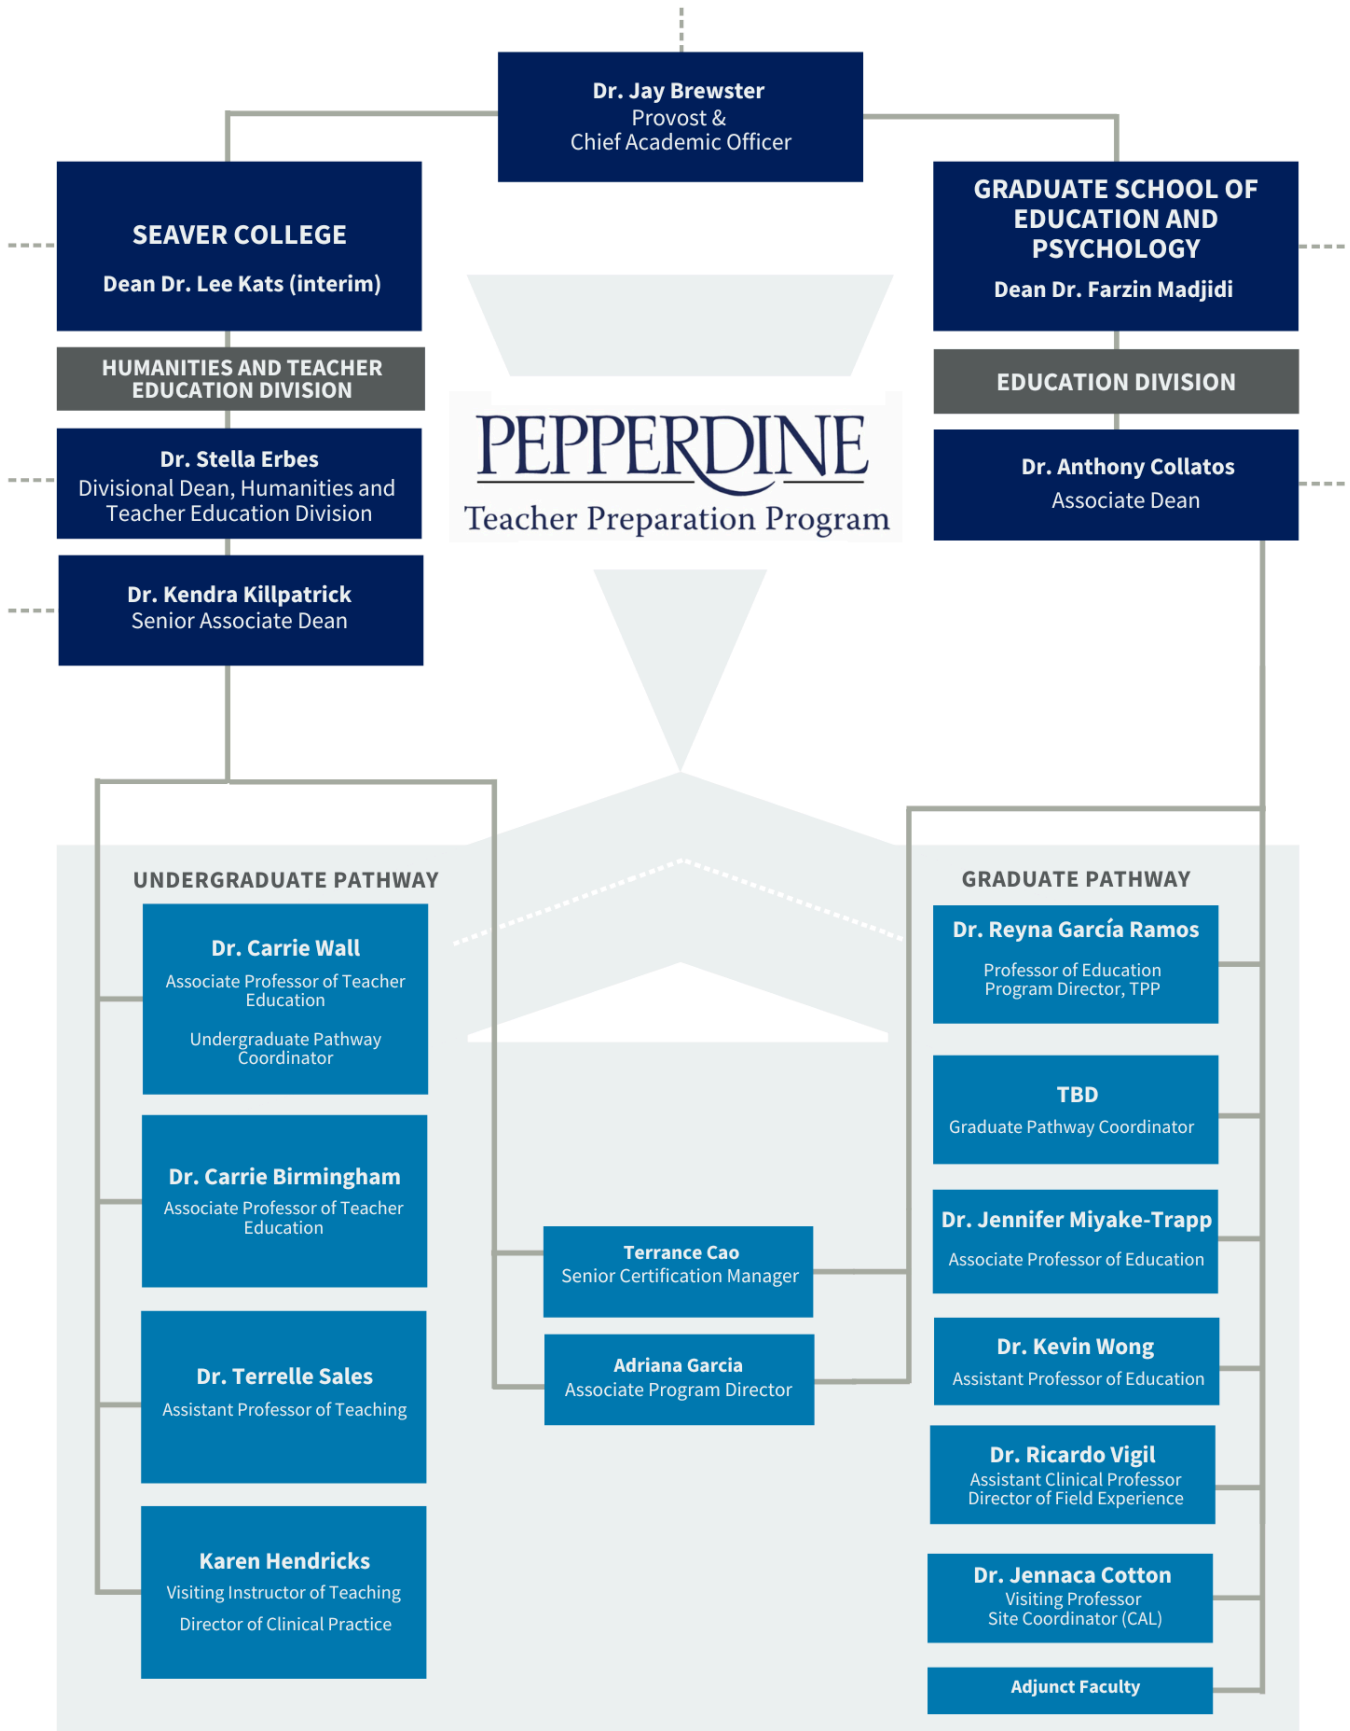 Dr. Jay Brewster
Provost &
Chief Academic Officer
SEAVER COLLEGE
Dean Dr. Lee Kats (interim)
HUMANITIES AND TEACHER
EDUCATION DIVISION
Dr. Stella Erbes
Divisional Dean, Humanities and
Teacher Education Division
Dr. Kendra Killpatrick
Senior Associate Dean
GRADUATE SCHOOL OF
EDUCATION AND
PSYCHOLOGY
Dean Dr. Farzin Madjidi
EDUCATION DIVISION
Dr. Anthony Collatos
Associate Dean
PEPPERDINE
Teacher Preparation Program
UNDERGRADUATE PATHWAY
Dr. Carrie Wall
Associate Professor of Teacher
Education
Undergraduate Pathway
Coordinator
Dr. Carrie Birmingham
Associate Professor of Teacher
Education
Dr. Terrelle Sales
Assistant Professor of Teaching
Karen Hendricks
Visiting Instructor of Teaching
Director of Clinical Practice
Terrance Cao
Senior Certification Manager
Adriana Garcia
Associate Program Director
GRADUATE PATHWAY
Dr. Reyna García Ramos
Professor of Education
Program Director, TPP
TBD
Graduate Pathway Coordinator
Dr. Jennifer Miyake-Trapp
Associate Professor of Education
Dr. Kevin Wong
Assistant Professor of Education
Dr. Ricardo Vigil
Assistant Clinical Professor
Director of Field Experience
Dr. Jennaca Cotton
Visiting Professor
Site Coordinator (CAL)
Adjunct Faculty